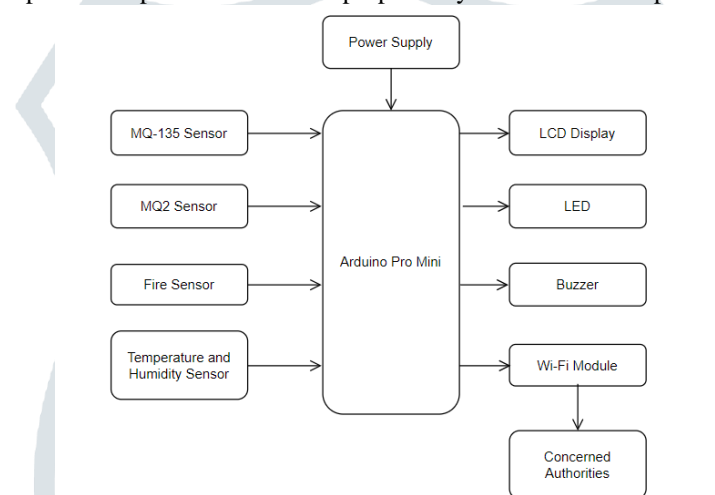 Power Supply
MQ-135 Sensor
LCD Display
MQ2 Sensor
LED
Arduino Pro Mini
Fire Sensor
Buzzer
Temperature and
Humidity Sensor
Wi-Fi Module
Concerned
Authorities